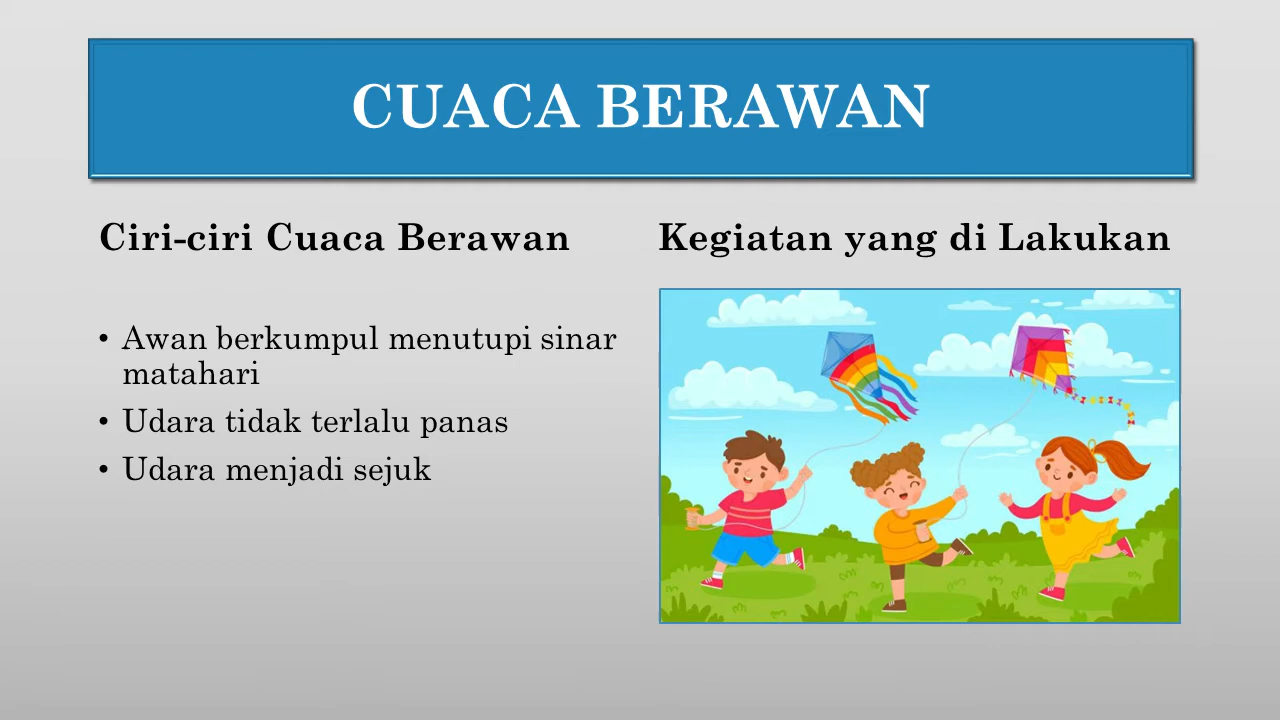 CUACA BERAWAN
Ciri-ciri Cuaca Berawan
• Awan berkumpul menutupi sinar
matahari
• Udara tidak terlalu panas
• Udara menjadi sejuk
Kegiatan yang di Lakukan